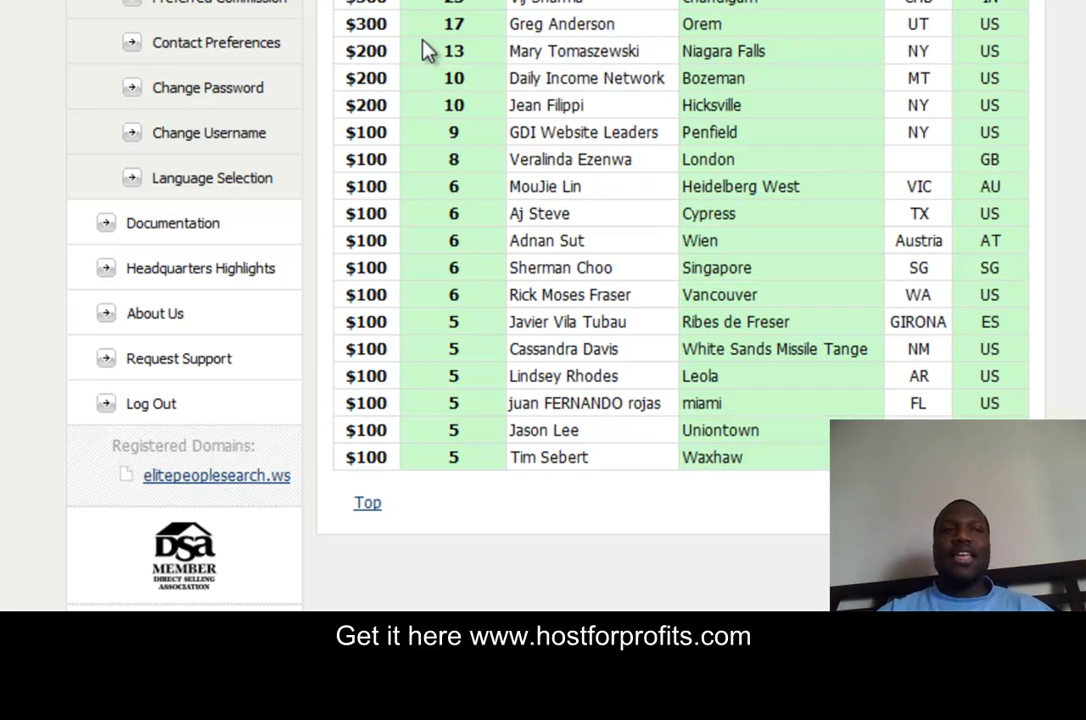 Preferred Commission
Contact Preferences
Change Password
Change Username
Language Selection
Documentation
Headquarters Highlights
About Us
Request Support
Log Out
Registered Domains:
elitepeoplesearch.ws
dsa
MEMBER
DIRECT SELLING
ASSOCIATION
$300 17 Greg Anderson Orem UT US
$200 13 Mary Tomaszewski Niagara Falls NY US
$200 10 Daily Income Network Bozeman MT US
$200 10 Jean Filippi Hicksville NY US
$100 9 GDI Website Leaders Penfield NY US
$100 8 Veralinda Ezenwa London GB
$100 6 MouJie Lin Heidelberg West VIC AU
$100 6 Aj Steve Cypress TX US
$100 6 Adnan Sut Wien Austria AT
$100 6 Sherman Choo Singapore SG SG
$100 6 Rick Moses Fraser Vancouver WA US
$100 5 Javier Vila Tubau Ribes de Freser GIRONA ES
$100 5 Cassandra Davis White Sands Missile Tange NM US
$100 5 Lindsey Rhodes Leola AR US
$100 5 juan FERNANDO rojas miami FL US
$100 5 Jason Lee Uniontown
$100 5 Tim Sebert Waxhaw
Top
Get it here www.hostforprofits.com